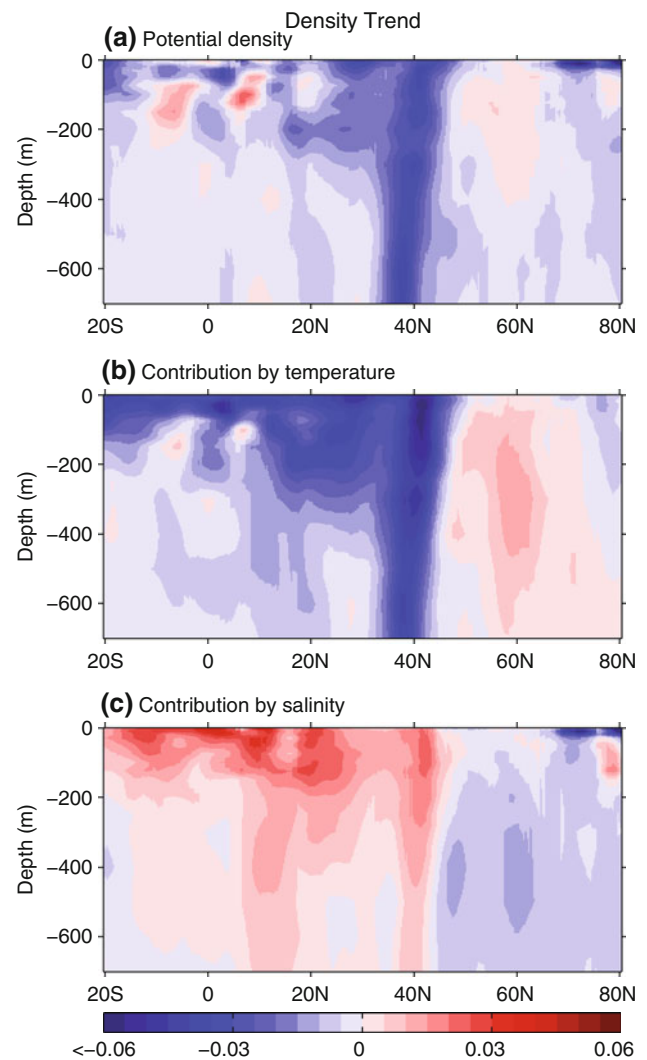 Density Trend
(a) Potential density
0
−200
−400
−600
Depth (m)
20S 0 20N 40N 60N 80N
(b) Contribution by temperature
0
−200
−400
−600
Depth (m)
20S 0 20N 40N 60N 80N
(c) Contribution by salinity
0
−200
−400
−600
Depth (m)
20S 0 20N 40N 60N 80N
<−0.06 −0.03 0 0.03 0.06